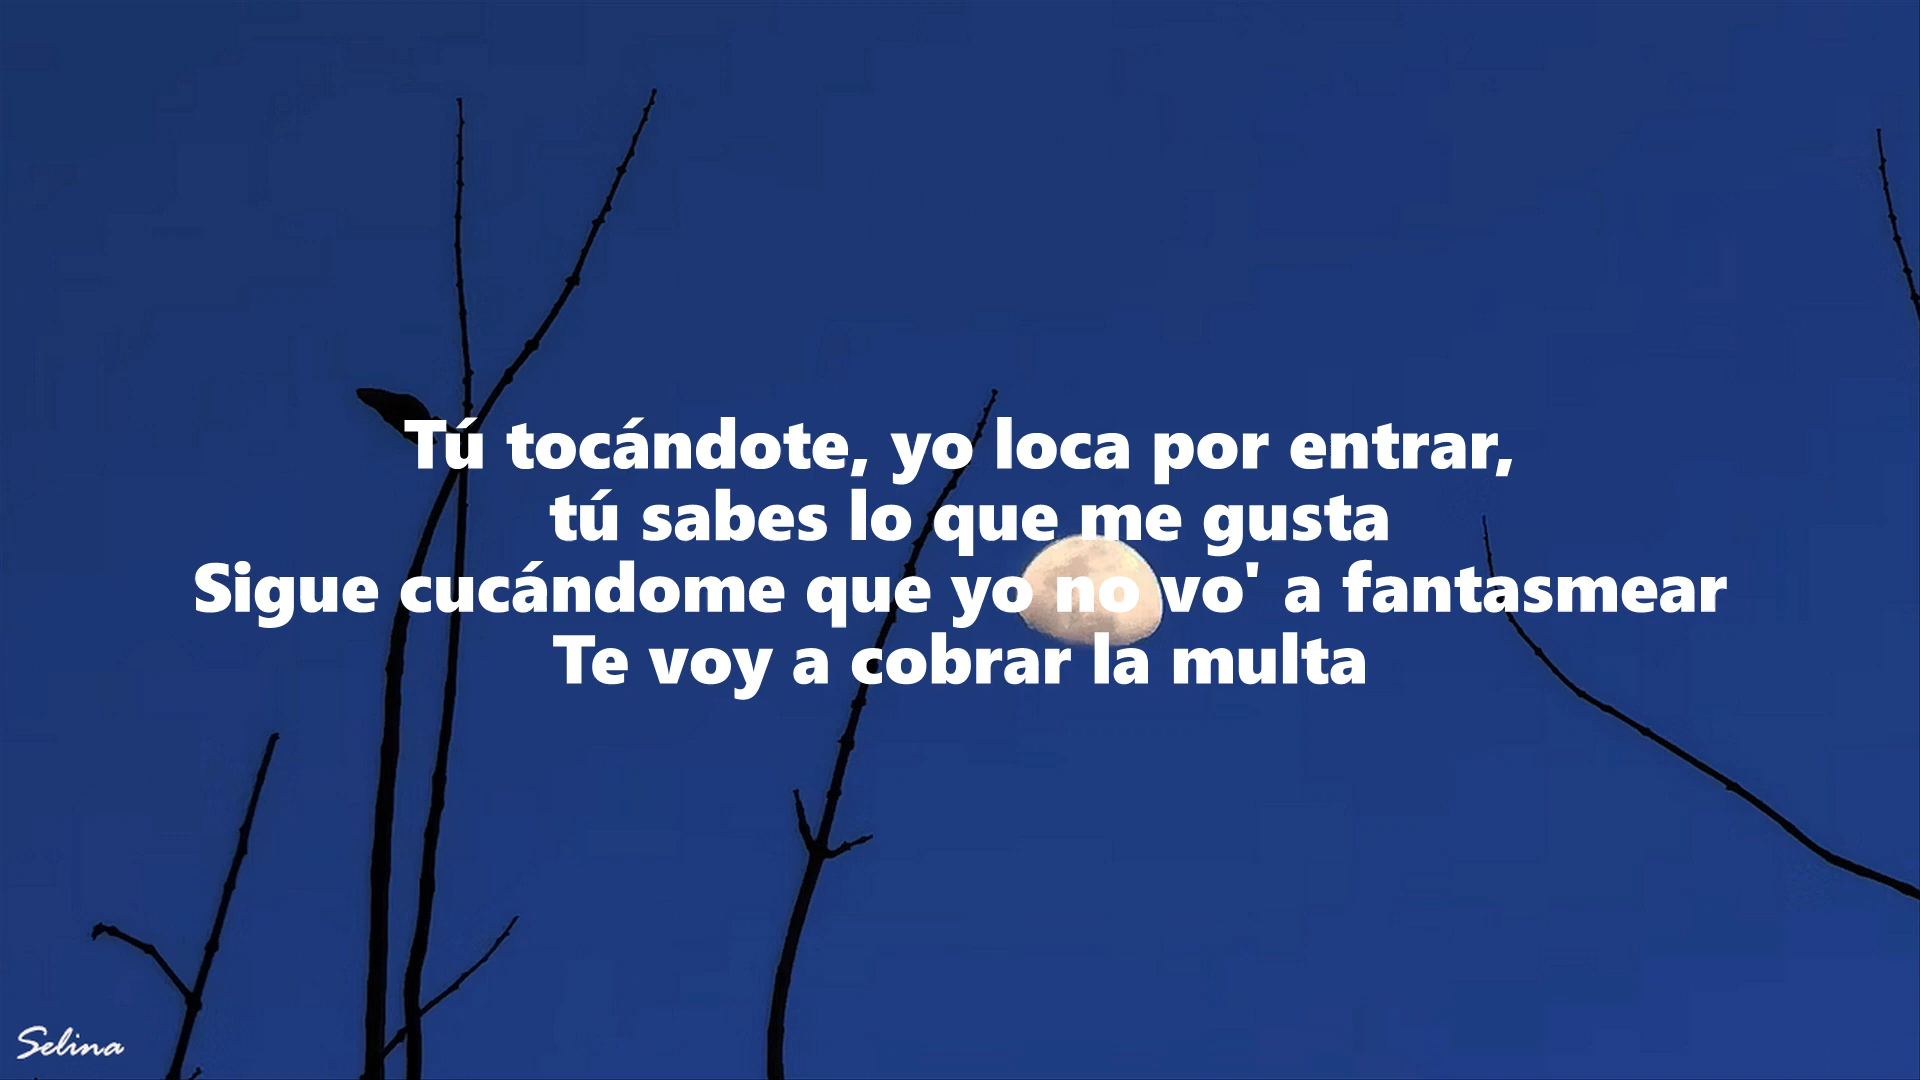 Tú tocándote, yo loca por entrar,
tú sabes lo que me gusta
Sigue cucándome que yo no vo' a fantasmear
Te voy a cobrar la multa
Selina